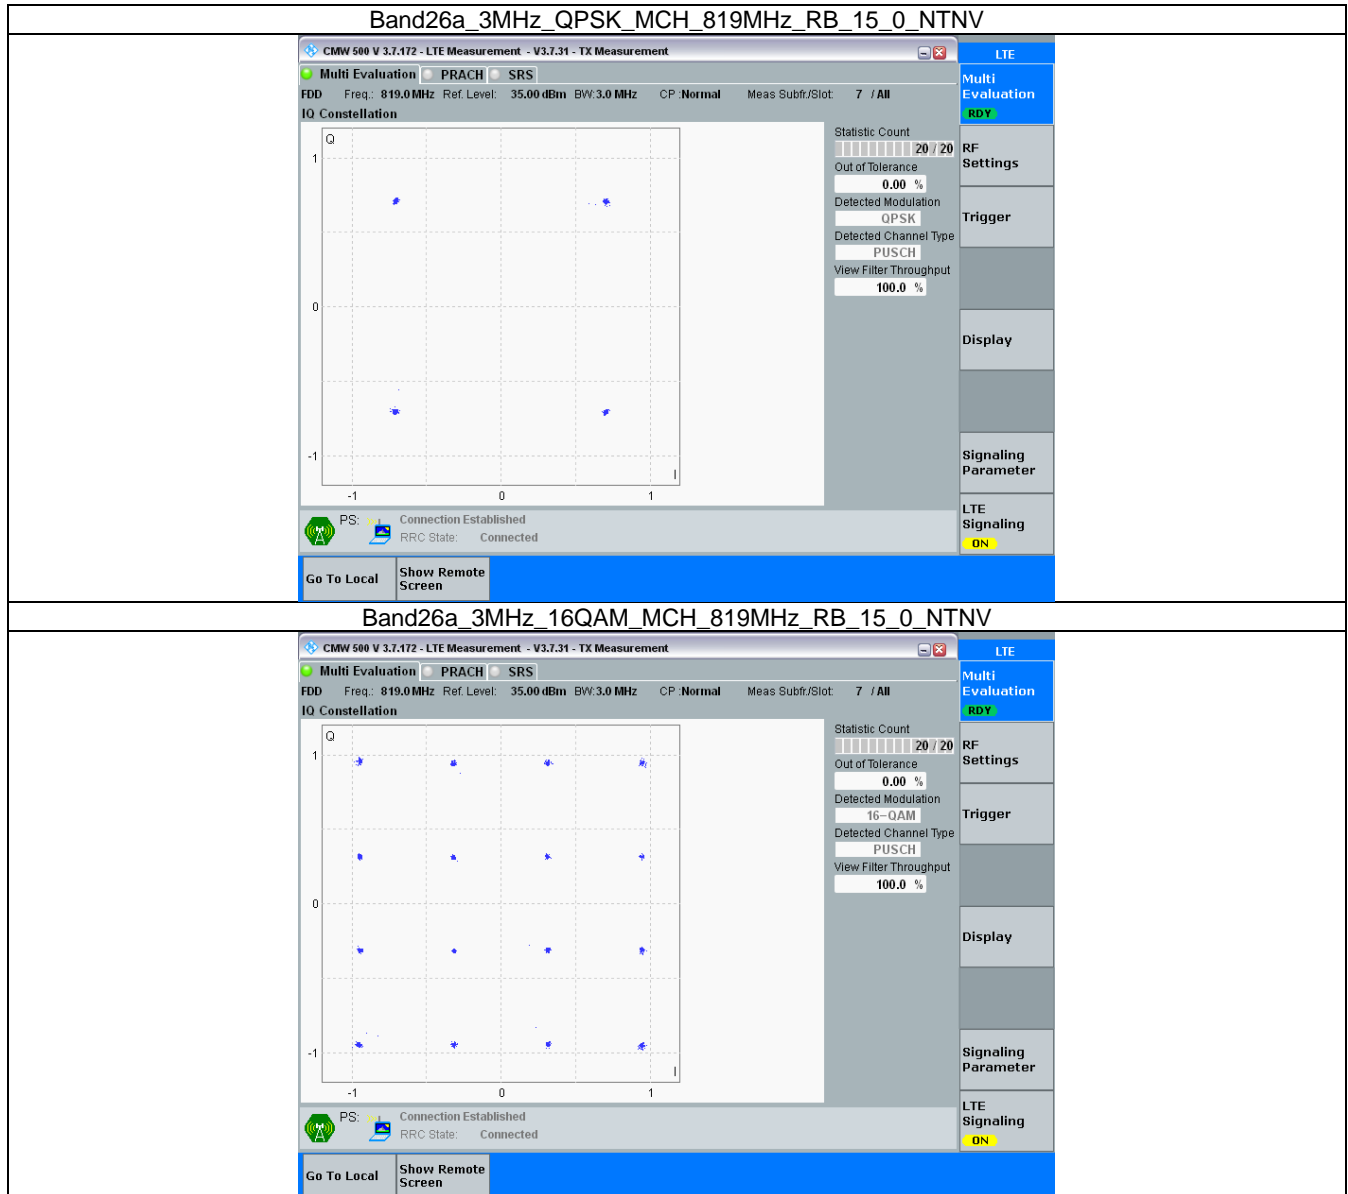 Band26a_3MHz_QPSK_MCH_819MHz_RB_15_0_NTNV
CMW 500 V 3.7.172 - LTE Measurement - V3.7.31 - TX Measurement
LTE
Multi Evaluation PRACH SRS
Multi
Evaluation
RDY
FDD Freq.: 819.0 MHz Ref. Level: 35.00 dBm BW: 3.0 MHz CP : Normal Meas Subfr./Slot: 7 / All
IQ Constellation
Q
1
0
-1
I
-1 0 1
Statistic Count
20 / 20
Out of Tolerance
0.00 %
Detected Modulation
QPSK
Detected Channel Type
PUSCH
View Filter Throughput
100.0 %
RF
Settings
Trigger
Display
Signaling
Parameter
LTE
Signaling
ON
PS: Connection Established
RRC State: Connected
Go To Local
Show Remote
Screen
Band26a_3MHz_16QAM_MCH_819MHz_RB_15_0_NTNV
CMW 500 V 3.7.172 - LTE Measurement - V3.7.31 - TX Measurement
LTE
Multi Evaluation PRACH SRS
Multi
Evaluation
RDY
FDD Freq.: 819.0 MHz Ref. Level: 35.00 dBm BW: 3.0 MHz CP : Normal Meas Subfr./Slot: 7 / All
IQ Constellation
Q
1
0
-1
I
-1 0 1
Statistic Count
20 / 20
Out of Tolerance
0.00 %
Detected Modulation
16-QAM
Detected Channel Type
PUSCH
View Filter Throughput
100.0 %
RF
Settings
Trigger
Display
Signaling
Parameter
LTE
Signaling
ON
PS: Connection Established
RRC State: Connected
Go To Local
Show Remote
Screen